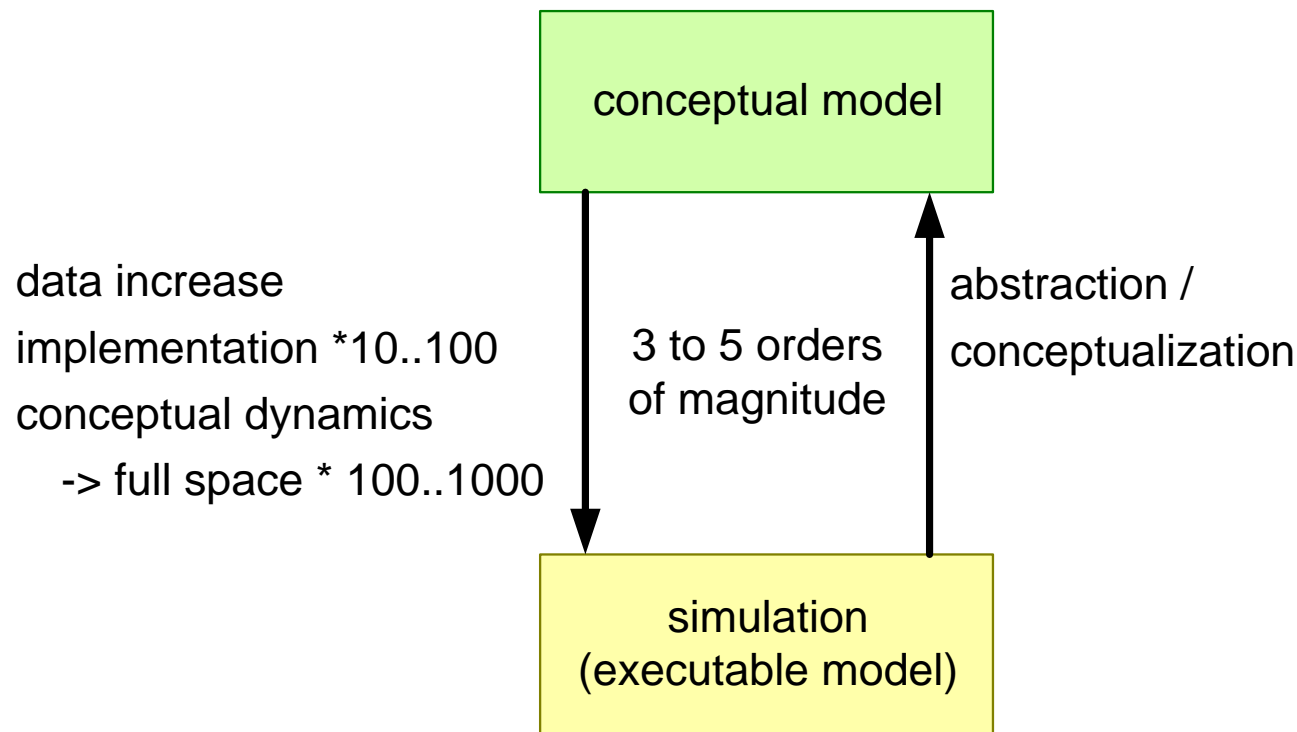 conceptual model
data increase
implementation *10..100
conceptual dynamics
-> full space * 100..1000
3 to 5 orders
of magnitude
abstraction /
conceptualization
simulation
(executable model)